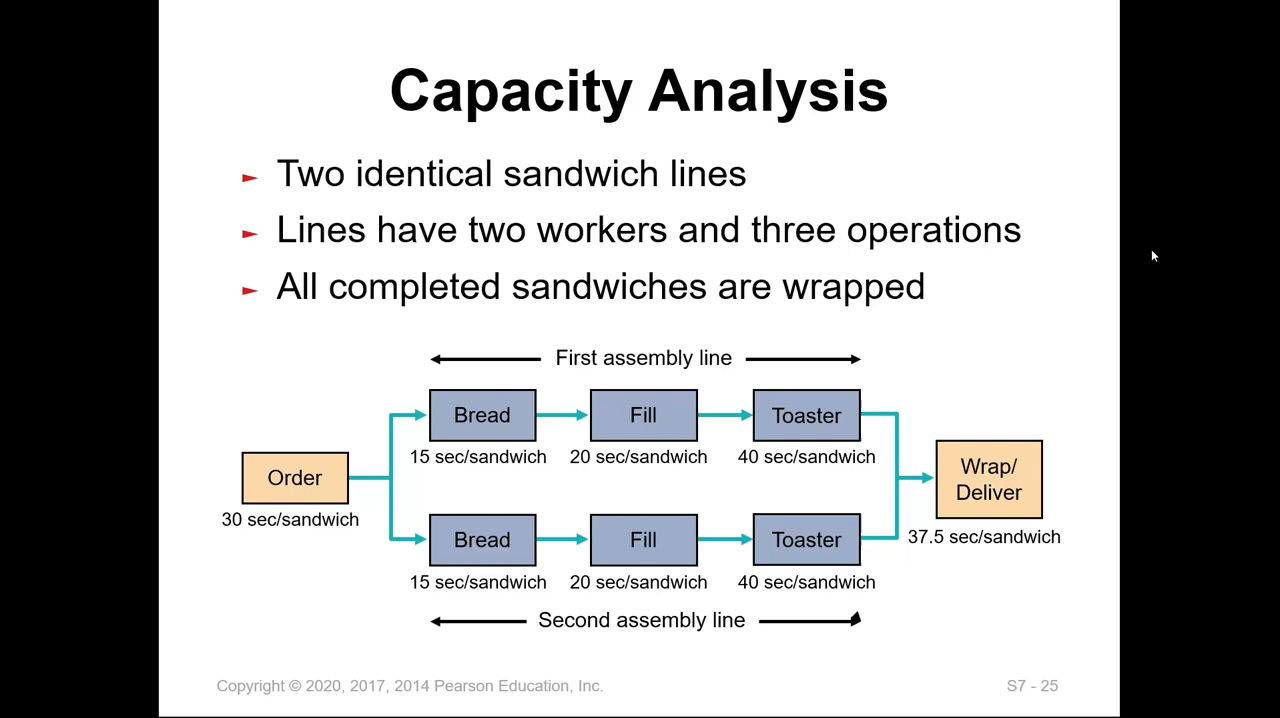 Capacity Analysis
► Two identical sandwich lines
► Lines have two workers and three operations
► All completed sandwiches are wrapped
First assembly line
Bread
Fill
Toaster
15 sec/sandwich
20 sec/sandwich
40 sec/sandwich
Order
30 sec/sandwich
Wrap/
Deliver
37.5 sec/sandwich
Bread
Fill
Toaster
15 sec/sandwich
20 sec/sandwich
40 sec/sandwich
Second assembly line
Copyright © 2020, 2017, 2014 Pearson Education, Inc.
S7 - 25